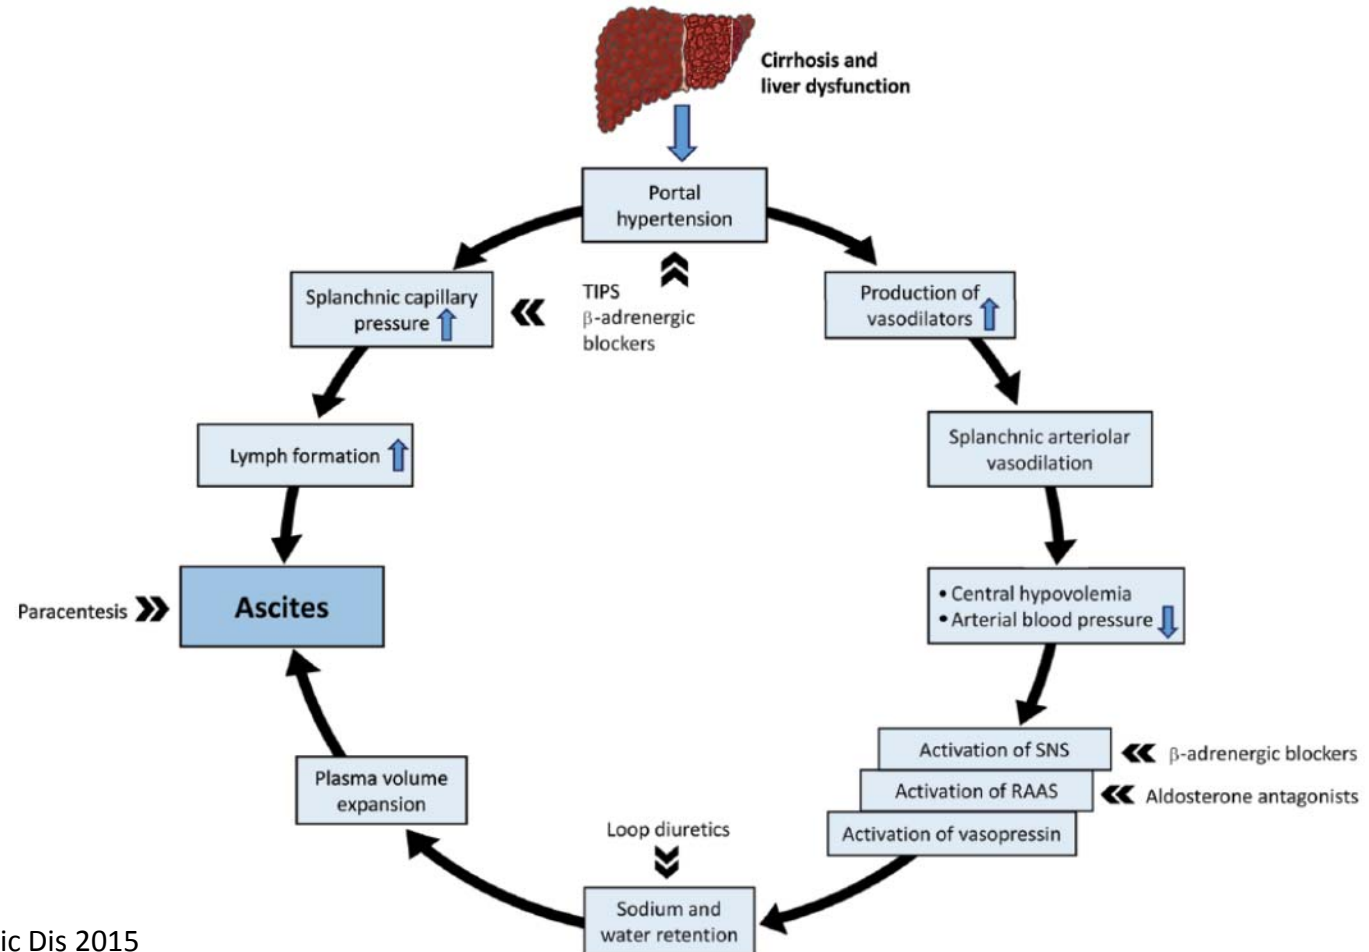 Cirrhosis and
liver dysfunction
Portal
hypertension
Splanchnic capillary
pressure
TIPS
β-adrenergic
blockers
Production of
vasodilators
Lymph formation
Splanchnic arteriolar
vasodilation
Paracentesis
Ascites
• Central hypovolemia
• Arterial blood pressure
Activation of SNS
β-adrenergic blockers
Activation of RAAS
Aldosterone antagonists
Activation of vasopressin
Plasma volume
expansion
Loop diuretics
Sodium and
water retention
ic Dis 2015